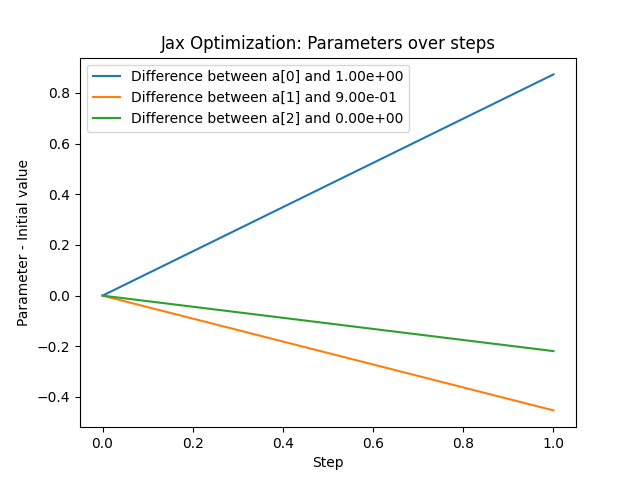 Jax Optimization: Parameters over steps
Difference between a[0] and 1.00e+00
Difference between a[1] and 9.00e-01
Difference between a[2] and 0.00e+00
Parameter - Initial value
0.8
0.6
0.4
0.2
0.0
−0.2
−0.4
0.0 0.2 0.4 0.6 0.8 1.0
Step